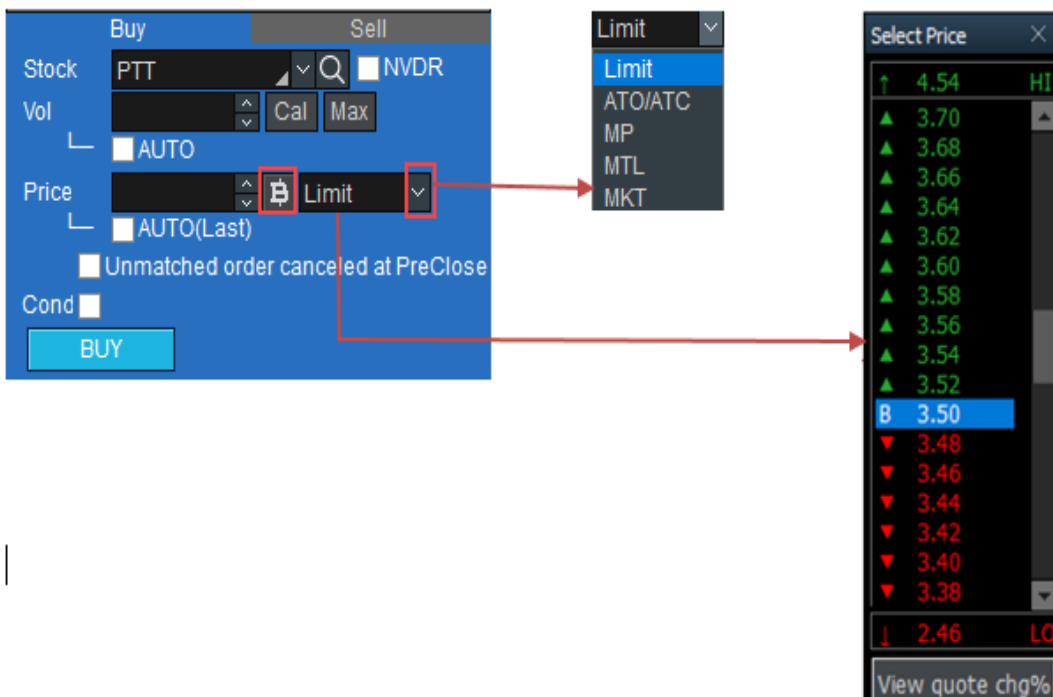 Buy Sell
Stock PTT NVDR
Vol Cal Max
AUTO
Price ฿ Limit
AUTO(Last)
Unmatched order canceled at PreClose
Cond
BUY
Limit
Limit
ATO/ATC
MP
MTL
MKT
Select Price
↑ 4.54 HI
▲ 3.70
▲ 3.68
▲ 3.66
▲ 3.64
▲ 3.62
▲ 3.60
▲ 3.58
▲ 3.56
▲ 3.54
▲ 3.52
B 3.50
▼ 3.48
▼ 3.46
▼ 3.44
▼ 3.42
▼ 3.40
▼ 3.38
↓ 2.46 LO
View quote chg%